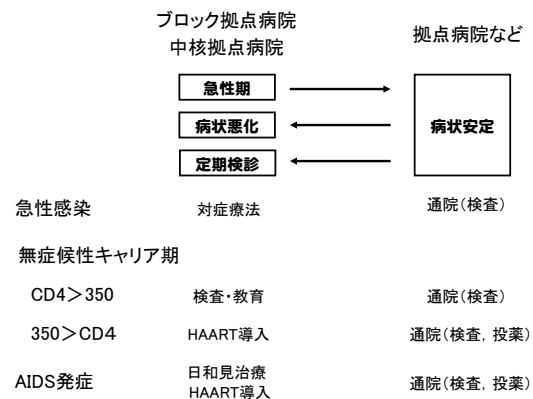 ブロック拠点病院
中核拠点病院
拠点病院など
急性期
病状悪化
定期検診
病状安定
急性感染 対症療法 通院(検査)
無症候性キャリア期
CD4＞350 検査・教育 通院(検査)
350＞CD4 HAART導入 通院(検査, 投薬)
AIDS発症 日和見治療 通院(検査, 投薬)
HAART導入